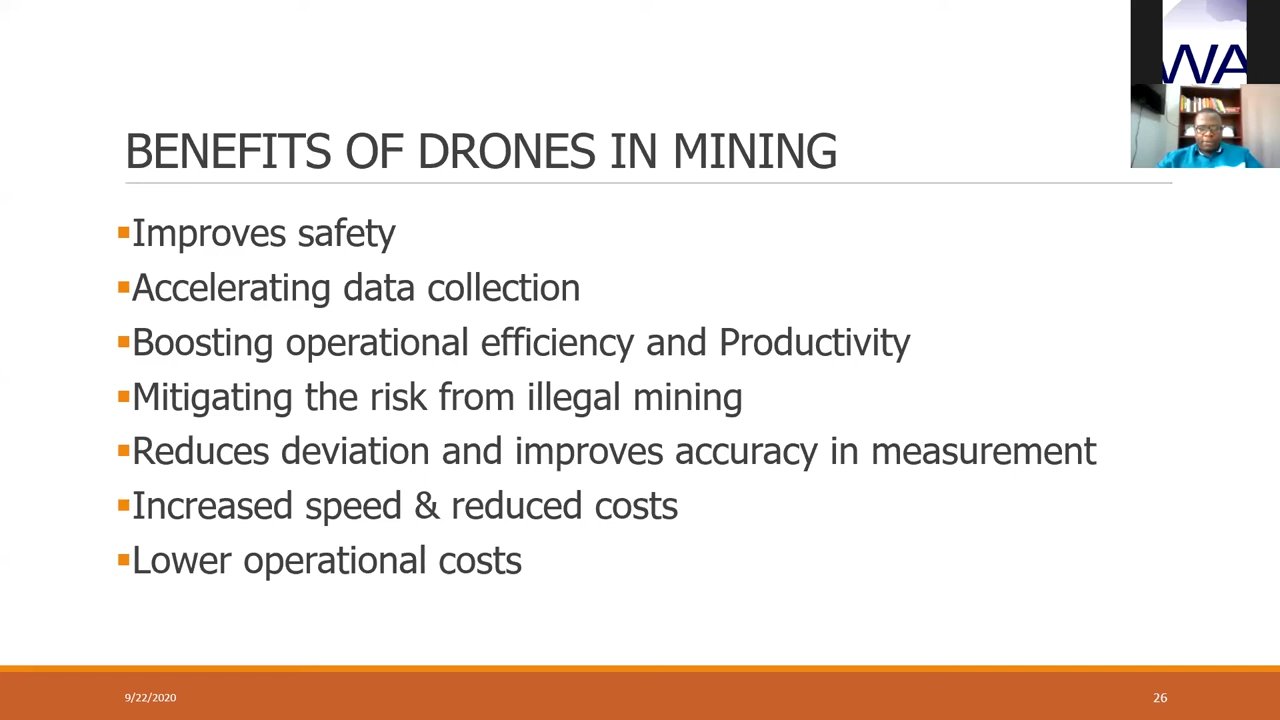 WA
BENEFITS OF DRONES IN MINING
▪Improves safety
▪Accelerating data collection
▪Boosting operational efficiency and Productivity
▪Mitigating the risk from illegal mining
▪Reduces deviation and improves accuracy in measurement
▪Increased speed & reduced costs
▪Lower operational costs
9/22/2020
26